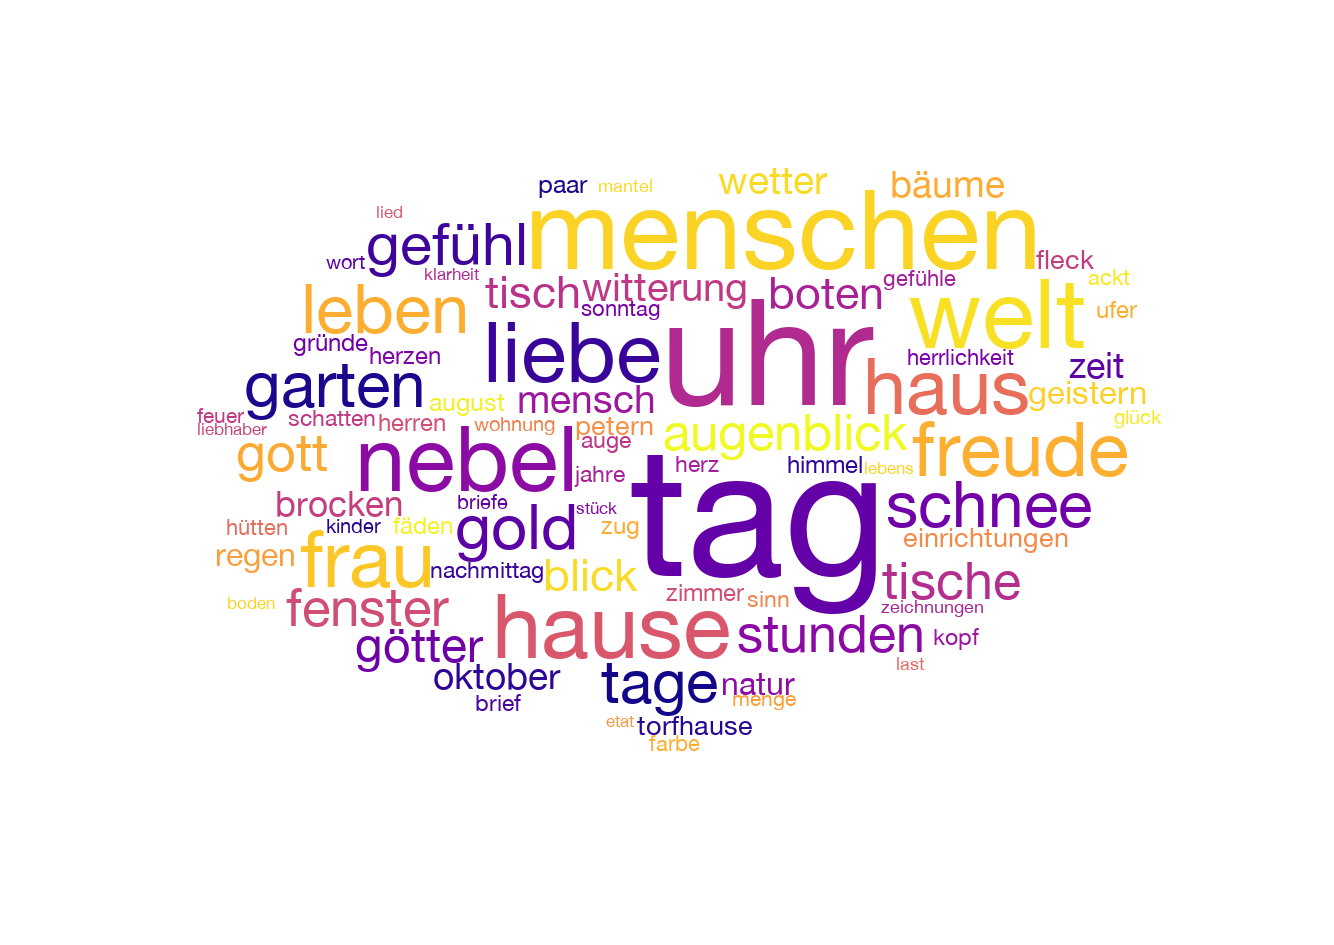 paar mantel wetter bäume
lied
menschen
gefühl
wort
fleck
klarheit
gefühle
ackt
tisch
witterung
boten
leben
welt
sonntag
ufer
uhr
gründe
herzen
liebe
herrlichkeit
zeit
haus
garten
mensch
geistern
august
feuer
schatten
herren
wohnung
petern
glück
liebhaber
augenblick
auge
freude
gott
nebel
herz
himmel
lebens
jahre
tag
brocken
briefe
stück
schnee
hütten
kinder
fäden
gold
zug
einrichtungen
regen
frau
nachmittag
blick
tische
boden
fenster
zimmer
sinn
zeichnungen
hause
stunden
kopf
götter
last
oktober
tage
natur
brief
menge
etat
torfhause
farbe